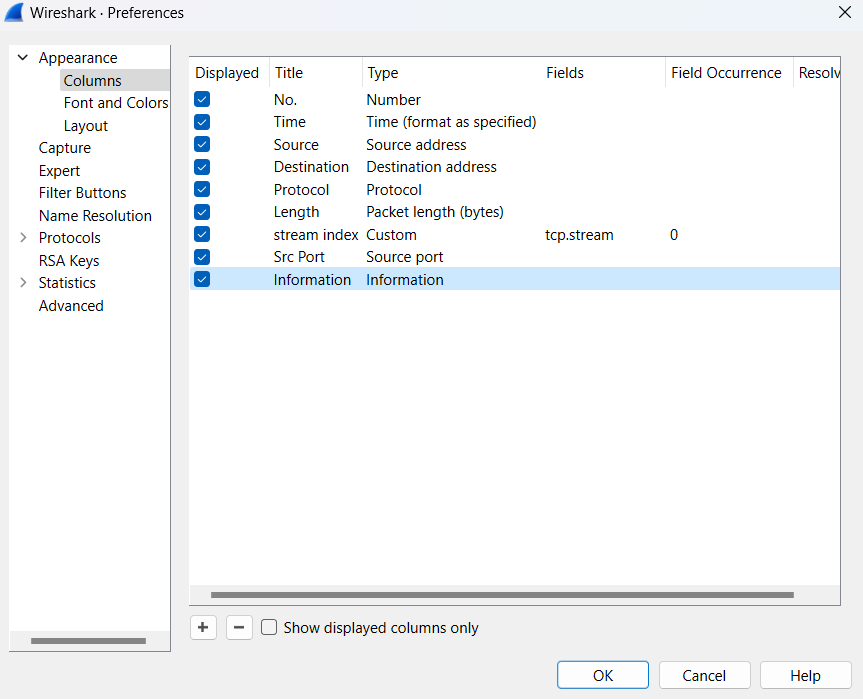 Wireshark · Preferences
Appearance
Columns
Font and Colors
Layout
Capture
Expert
Filter Buttons
Name Resolution
Protocols
RSA Keys
Statistics
Advanced
Displayed Title Type Fields Field Occurrence Resolv
No. Number
Time Time (format as specified)
Source Source address
Destination Destination address
Protocol Protocol
Length Packet length (bytes)
stream index Custom tcp.stream 0
Src Port Source port
Information Information
+ − Show displayed columns only
OK Cancel Help